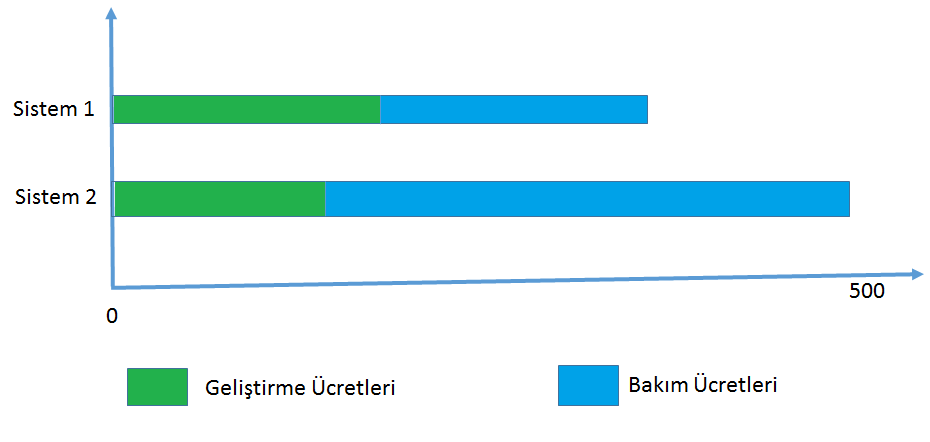 Sistem 1
Sistem 2
500
0
Geliştirme Ücretleri
Bakım Ücretleri